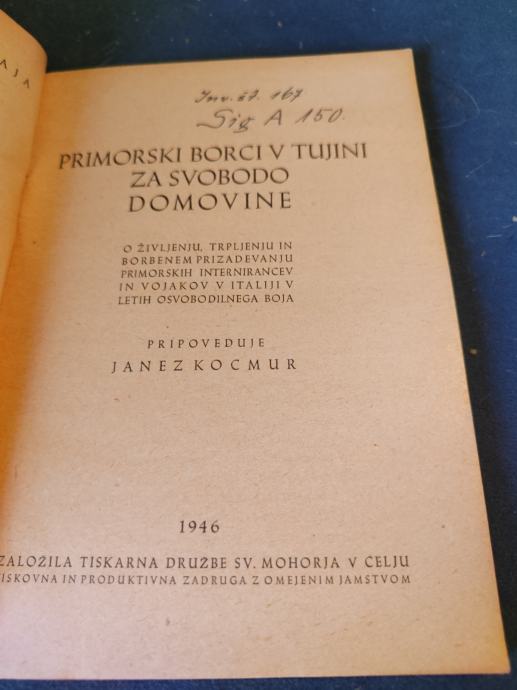 AJA
Inv. št. 167
Sig A 150.
PRIMORSKI BORCI V TUJINI
ZA SVOBODO
DOMOVINE
O ŽIVLJENJU, TRPLJENJU IN
BORBENEM PRIZADEVANJU
PRIMORSKIH INTERNIRANCEV
IN VOJAKOV V ITALIJI V
LETIH OSVOBODILNEGA BOJA
PRIPOVEDUJE
JANEZ KOCMUR
1946
ZALOŽILA TISKARNA DRUŽBE SV. MOHORJA V CELJU
ISKOVNA IN PRODUKTIVNA ZADRUGA Z OMEJENIM JAMSTVOM